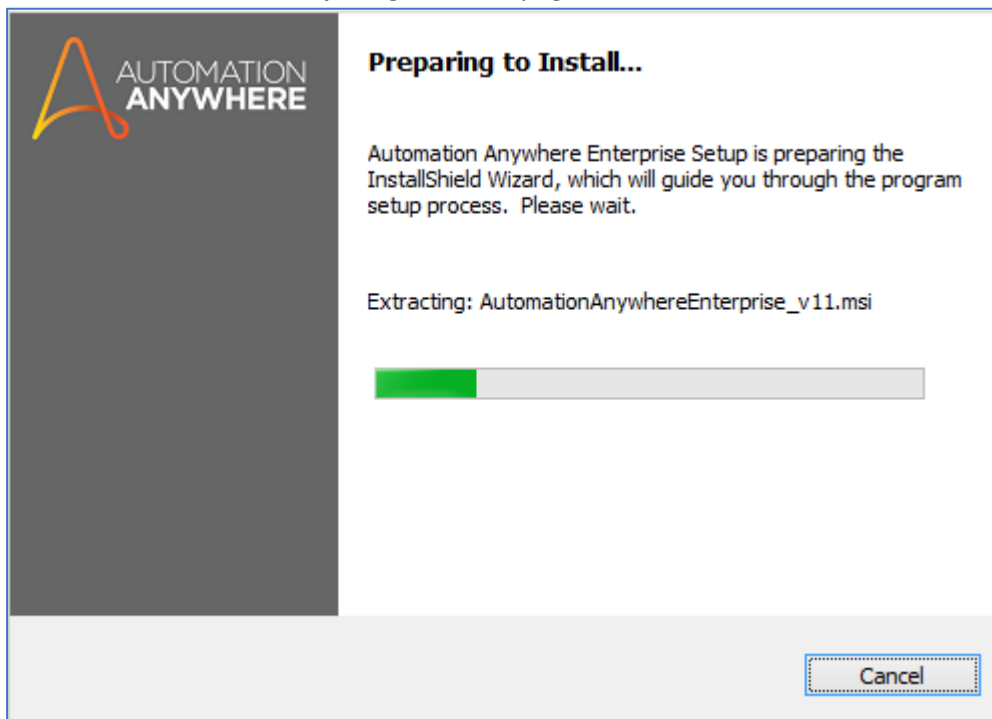 AUTOMATION
ANYWHERE
Preparing to Install...
Automation Anywhere Enterprise Setup is preparing the
InstallShield Wizard, which will guide you through the program
setup process. Please wait.
Extracting: AutomationAnywhereEnterprise_v11.msi
Cancel